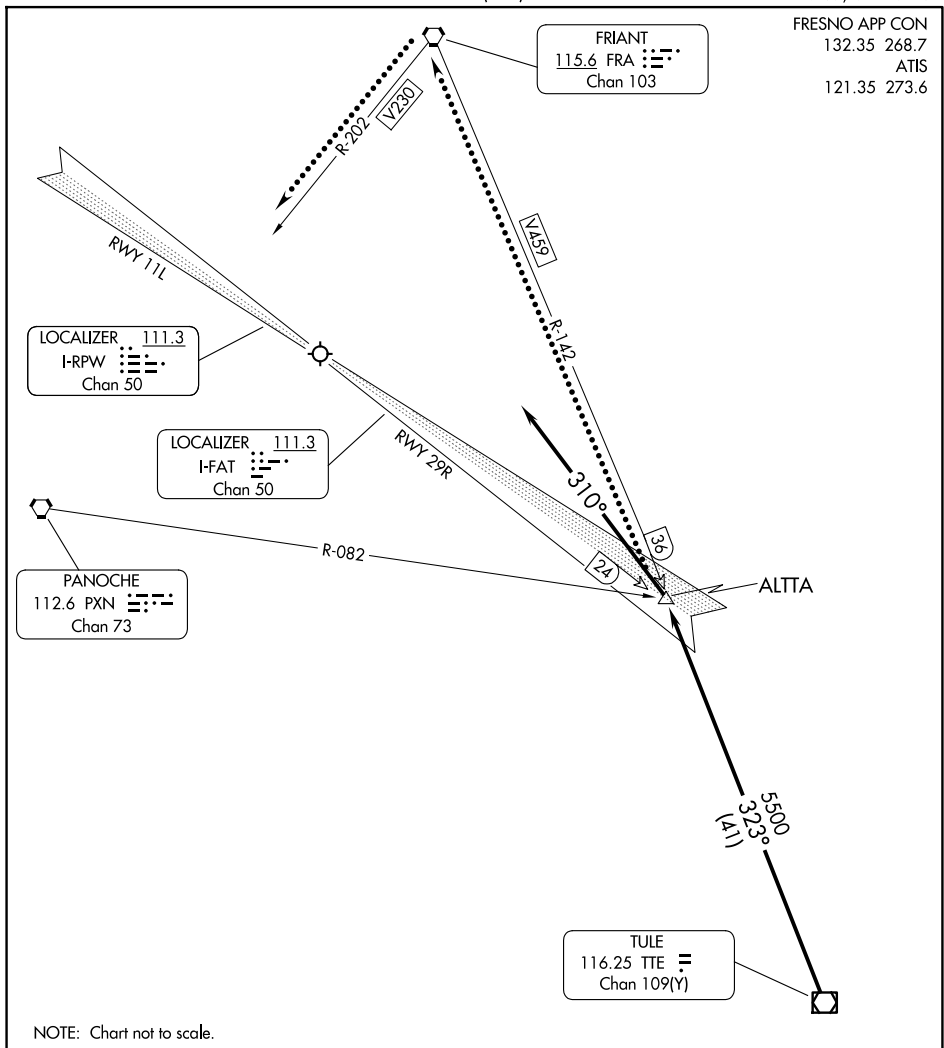 FRESNO APP CON
132.35 268.7
ATIS
121.35 273.6
FRIANT
115.6 FRA
Chan 103
R-202
V230
V459
R-142
RWY 11L
LOCALIZER 111.3
I-RPW
Chan 50
LOCALIZER 111.3
I-FAT
Chan 50
RWY 29R
310°
36
24
R-082
ALTTA
PANOCHE
112.6 PXN
Chan 73
5500
323°
(41)
TULE
116.25 TTE
Chan 109(Y)
NOTE: Chart not to scale.